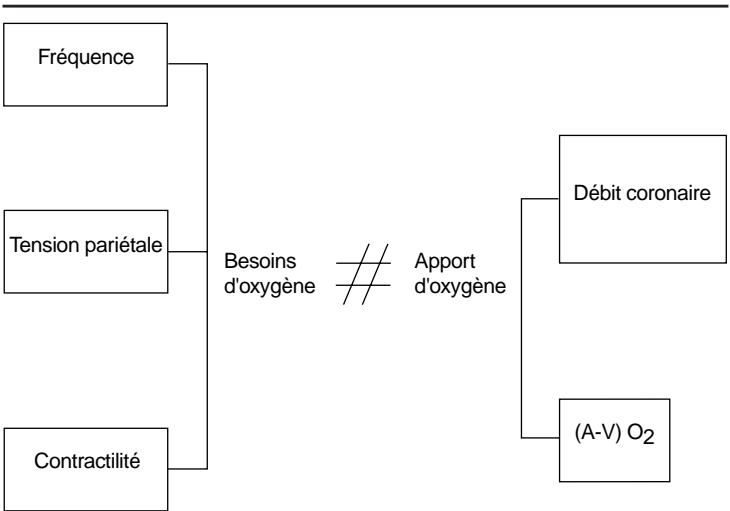 Fréquence
Tension pariétale
Contractilité
Besoins
d'oxygène
Apport
d'oxygène
Débit coronaire
(A-V) O2